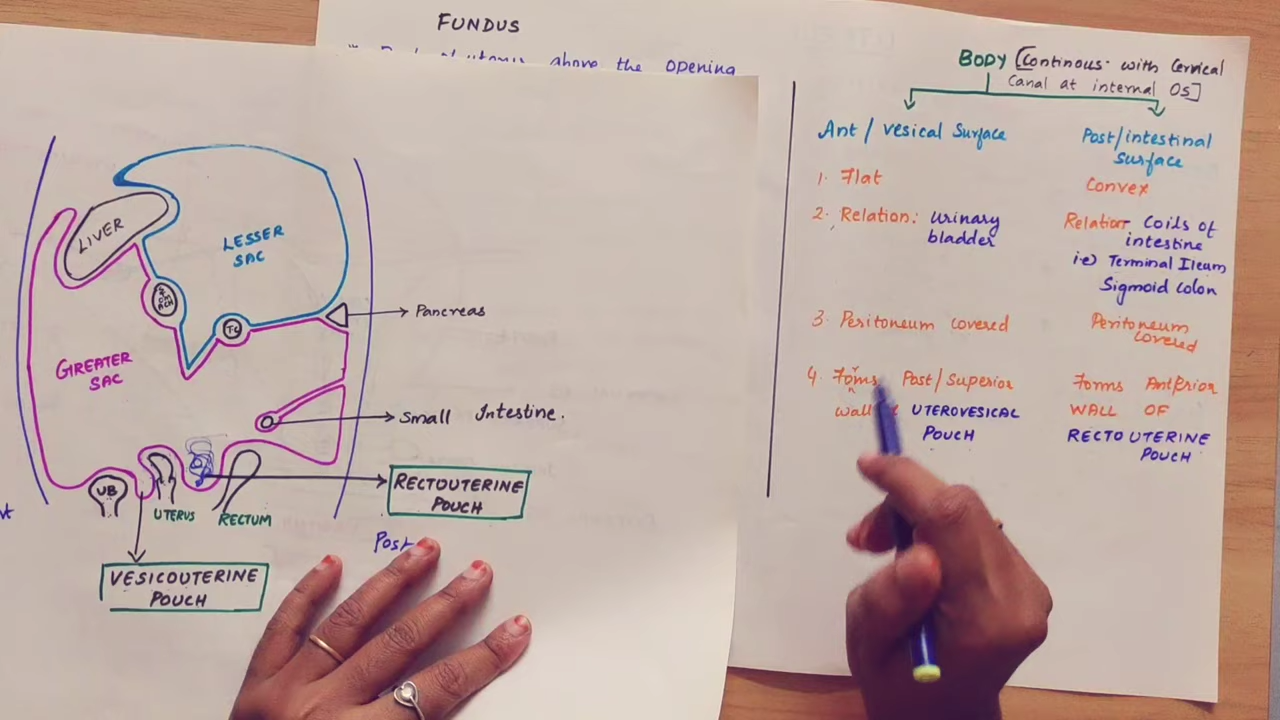 FUNDUS
above the opening
LIVER
LESSER
SAC
TC
Pancreas
GREATER
SAC
Small Intestine.
UB
UTERUS
RECTUM
RECTOUTERINE
POUCH
Post
VESICOUTERINE
POUCH
BODY [Continous. with Cervical
Canal at internal Os]
Ant / vesical Surface
1. Flat
2. Relation: urinary
bladder
3. Peritoneum covered
4. Forms Post/Superior
wall UTEROVESICAL
POUCH
Post/intestinal
Surface
Convex
Relation- Coils of
intestine
i.e) Terminal Ileum
Sigmoid colon
Peritoneum
covered
Forms Anterior
WALL OF
RECTOUTERINE
POUCH